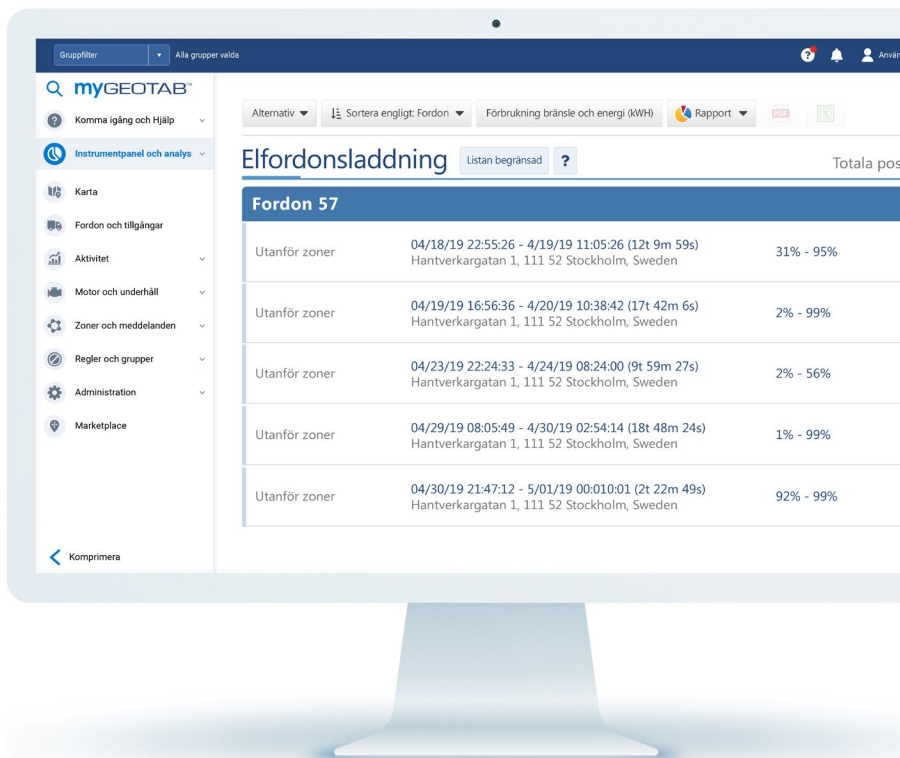 Gruppfilter Alla grupper valda
Använ
myGEOTAB™
Komma igång och Hjälp
Instrumentpanel och analys
Karta
Fordon och tillgångar
Aktivitet
Motor och underhåll
Zoner och meddelanden
Regler och grupper
Administration
Marketplace
Komprimera
Alternativ Sortera engligt: Fordon Förbrukning bränsle och energi (kWH) Rapport PDF X
Elfordonsladdning Listan begränsad ? Totala pos
Fordon 57
Utanför zoner 04/18/19 22:55:26 - 4/19/19 11:05:26 (12t 9m 59s) 31% - 95%
Hantverkargatan 1, 111 52 Stockholm, Sweden
Utanför zoner 04/19/19 16:56:36 - 4/20/19 10:38:42 (17t 42m 6s) 2% - 99%
Hantverkargatan 1, 111 52 Stockholm, Sweden
Utanför zoner 04/23/19 22:24:33 - 4/24/19 08:24:00 (9t 59m 27s) 2% - 56%
Hantverkargatan 1, 111 52 Stockholm, Sweden
Utanför zoner 04/29/19 08:05:49 - 4/30/19 02:54:14 (18t 48m 24s) 1% - 99%
Hantverkargatan 1, 111 52 Stockholm, Sweden
Utanför zoner 04/30/19 21:47:12 - 5/01/19 00:010:01 (2t 22m 49s) 92% - 99%
Hantverkargatan 1, 111 52 Stockholm, Sweden